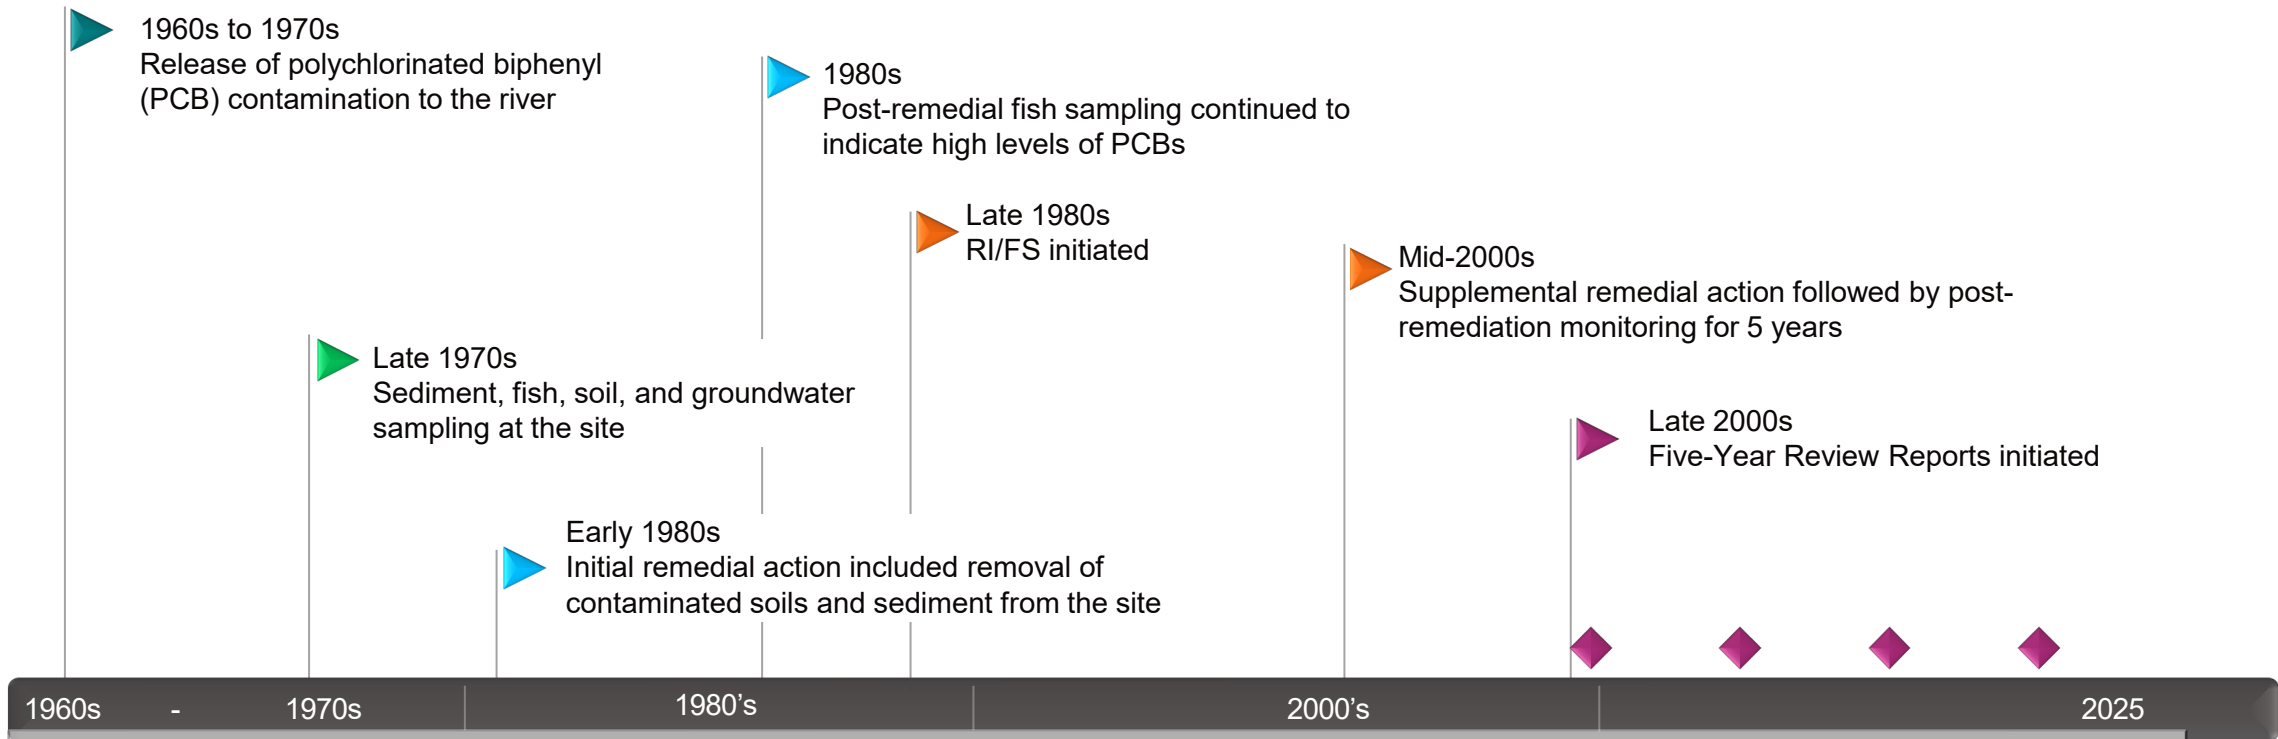 1960s to 1970s
Release of polychlorinated biphenyl
(PCB) contamination to the river
1980s
Post-remedial fish sampling continued to
indicate high levels of PCBs
Late 1980s
RI/FS initiated
Mid-2000s
Supplemental remedial action followed by post-
remediation monitoring for 5 years
Late 1970s
Sediment, fish, soil, and groundwater
sampling at the site
Late 2000s
Five-Year Review Reports initiated
Early 1980s
Initial remedial action included removal of
contaminated soils and sediment from the site
1960s - 1970s 1980’s 2000’s 2025